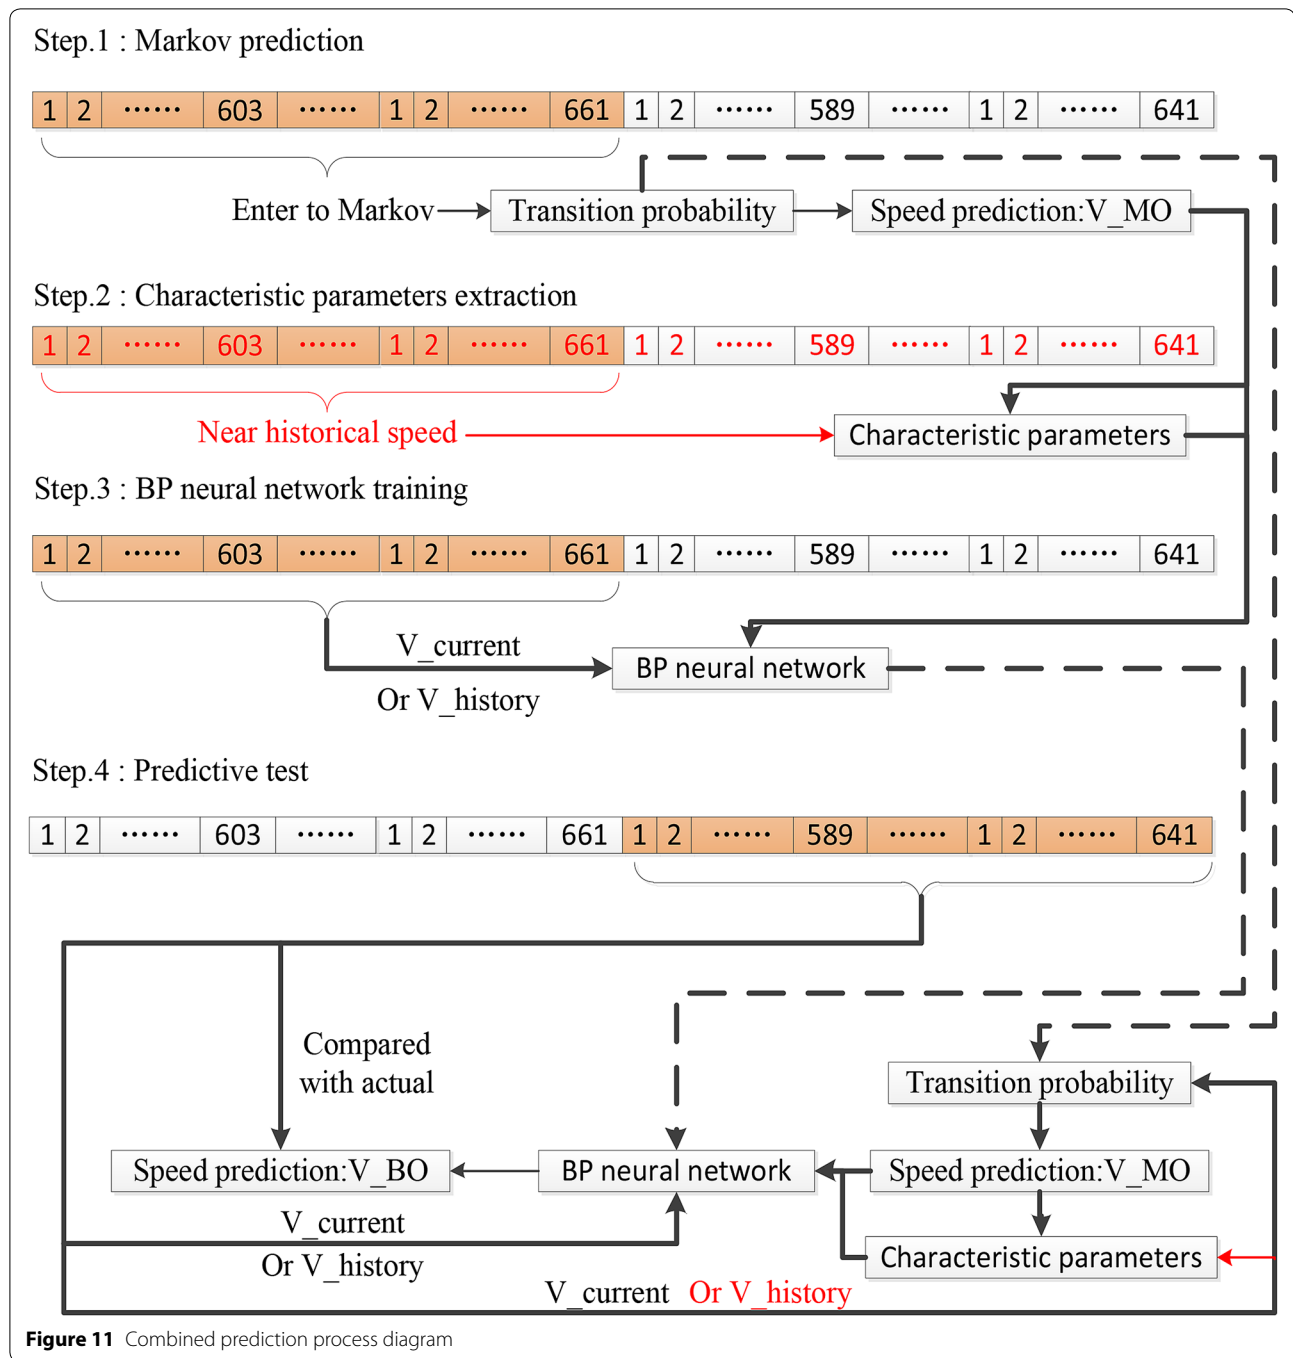 Step.1 : Markov prediction
1 2 ······ 603 ······ 1 2 ······ 661 1 2 ······ 589 ······ 1 2 ······ 641
Enter to Markov Transition probability Speed prediction:V_MO
Step.2 : Characteristic parameters extraction
1 2 ······ 603 ······ 1 2 ······ 661 1 2 ······ 589 ······ 1 2 ······ 641
Near historical speed Characteristic parameters
Step.3 : BP neural network training
1 2 ······ 603 ······ 1 2 ······ 661 1 2 ······ 589 ······ 1 2 ······ 641
V_current
BP neural network
Or V_history
Step.4 : Predictive test
1 2 ······ 603 ······ 1 2 ······ 661 1 2 ······ 589 ······ 1 2 ······ 641
Compared
with actual
Transition probability
Speed prediction:V_BO BP neural network Speed prediction:V_MO
V_current
Or V_history
Characteristic parameters
V_current Or V_history
Figure 11 Combined prediction process diagram